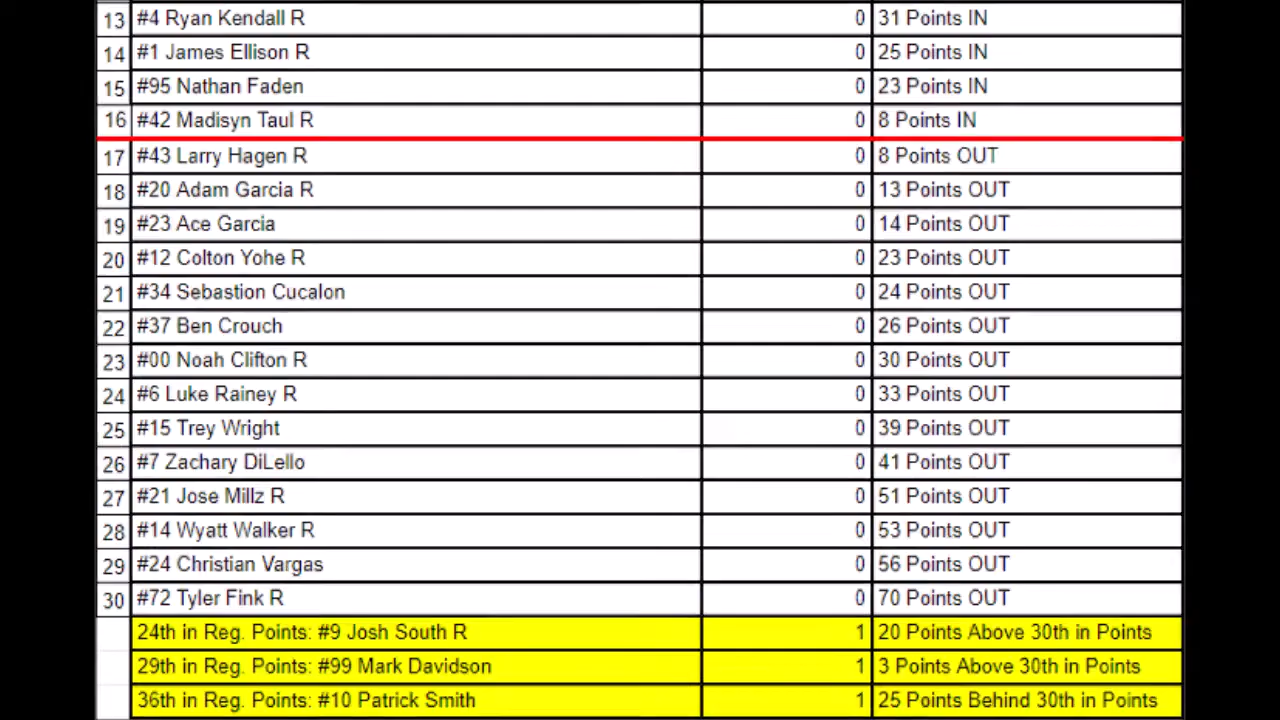 13 #4 Ryan Kendall R 0 31 Points IN
14 #1 James Ellison R 0 25 Points IN
15 #95 Nathan Faden 0 23 Points IN
16 #42 Madisyn Taul R 0 8 Points IN
17 #43 Larry Hagen R 0 8 Points OUT
18 #20 Adam Garcia R 0 13 Points OUT
19 #23 Ace Garcia 0 14 Points OUT
20 #12 Colton Yohe R 0 23 Points OUT
21 #34 Sebastion Cucalon 0 24 Points OUT
22 #37 Ben Crouch 0 26 Points OUT
23 #00 Noah Clifton R 0 30 Points OUT
24 #6 Luke Rainey R 0 33 Points OUT
25 #15 Trey Wright 0 39 Points OUT
26 #7 Zachary DiLello 0 41 Points OUT
27 #21 Jose Millz R 0 51 Points OUT
28 #14 Wyatt Walker R 0 53 Points OUT
29 #24 Christian Vargas 0 56 Points OUT
30 #72 Tyler Fink R 0 70 Points OUT
24th in Reg. Points: #9 Josh South R 1 20 Points Above 30th in Points
29th in Reg. Points: #99 Mark Davidson 1 3 Points Above 30th in Points
36th in Reg. Points: #10 Patrick Smith 1 25 Points Behind 30th in Points